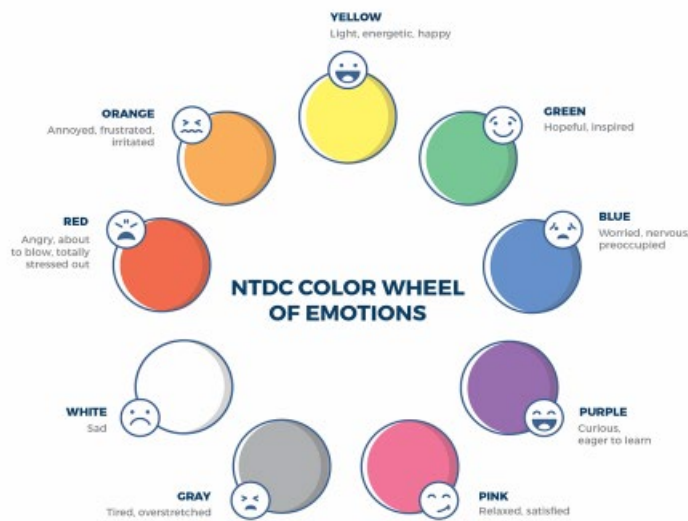 YELLOW
Light, energetic, happy
GREEN
Hopeful, inspired
BLUE
Worried, nervous,
preoccupied
PURPLE
Curious,
eager to learn
PINK
Relaxed, satisfied
GRAY
Tired, overstretched
WHITE
Sad
RED
Angry, about
to blow, totally
stressed out
ORANGE
Annoyed, frustrated,
irritated
NTDC COLOR WHEEL
OF EMOTIONS